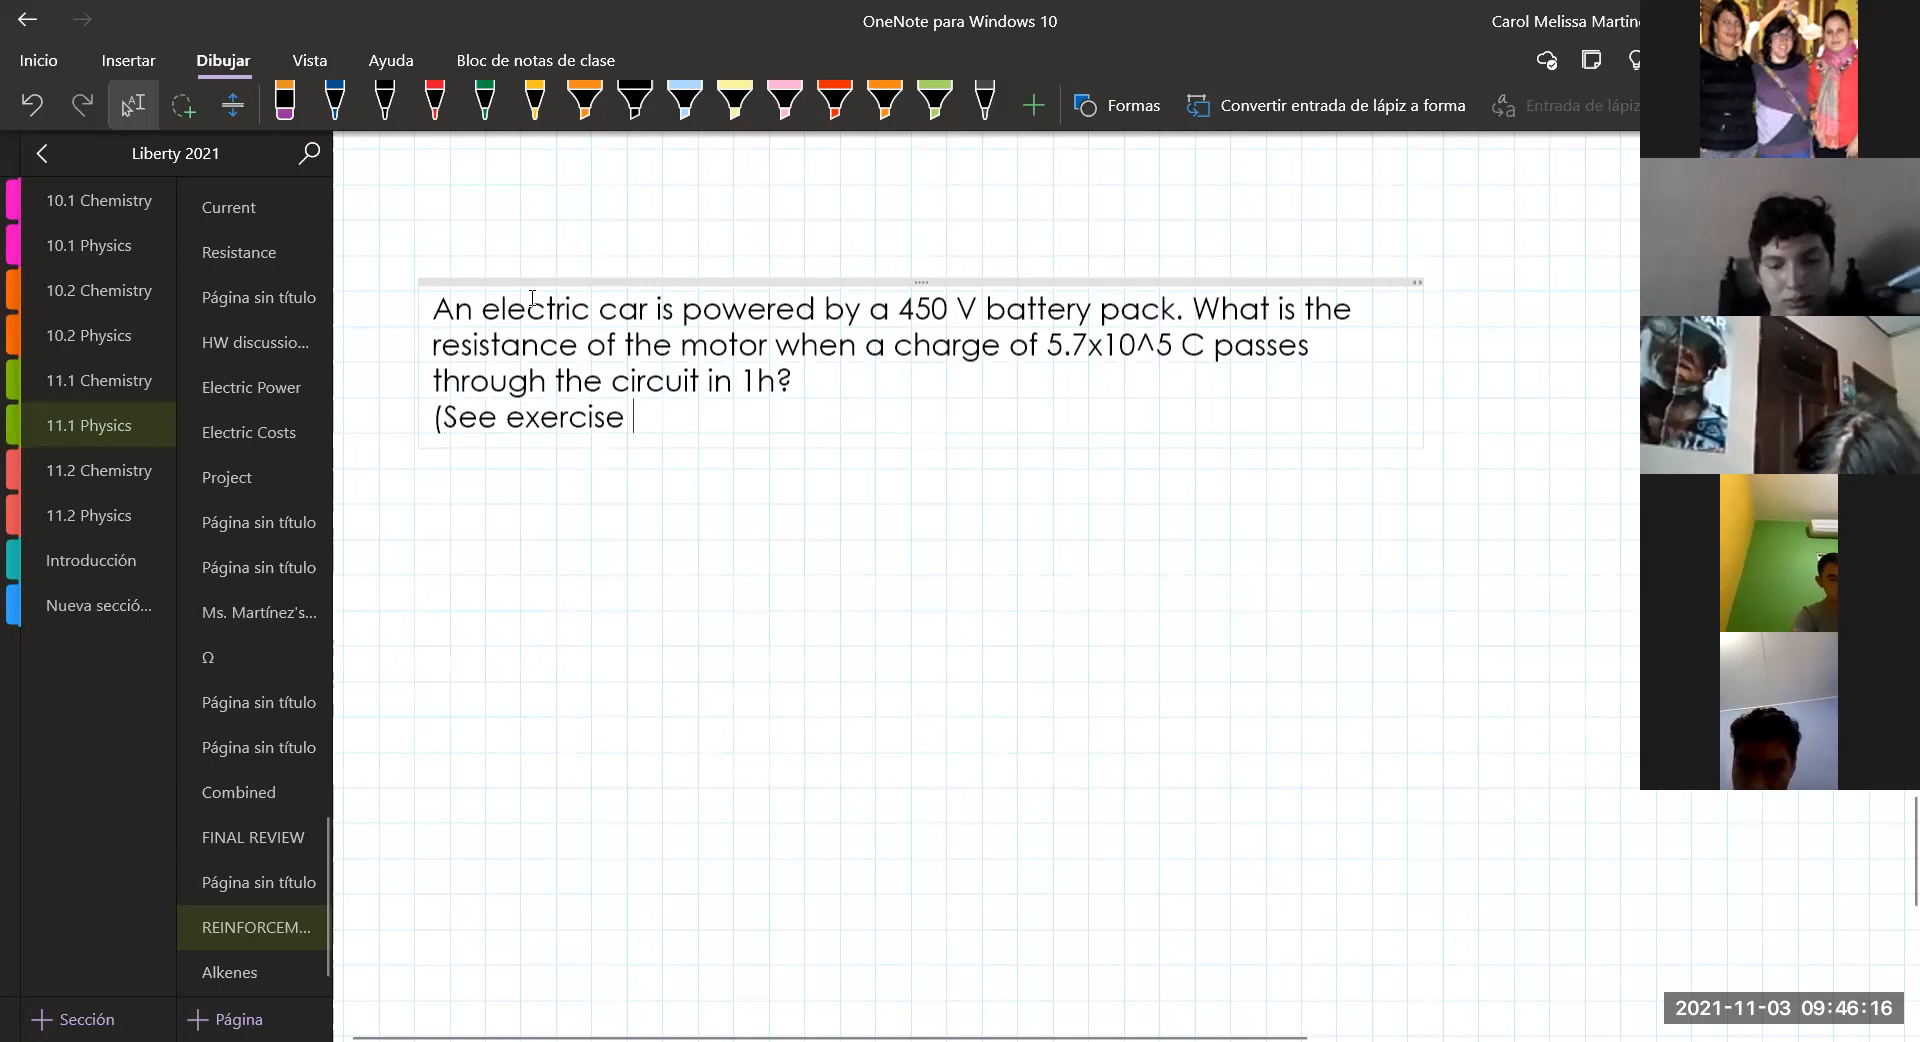 OneNote para Windows 10
Inicio
Insertar
Dibujar
Vista
Ayuda
Bloc de notas de clase
Formas
Convertir entrada de lápiz a forma
Entrada de lápiz
Liberty 2021
10.1 Chemistry
10.1 Physics
10.2 Chemistry
10.2 Physics
11.1 Chemistry
11.1 Physics
11.2 Chemistry
11.2 Physics
Introducción
Nueva secció...
Sección
Current
Resistance
Página sin título
HW discussio...
Electric Power
Electric Costs
Project
Página sin título
Página sin título
Ms. Martínez's...
Ω
Página sin título
Página sin título
Combined
FINAL REVIEW
Página sin título
REINFORCEM...
Alkenes
Página
An electric car is powered by a 450 V battery pack. What is the
resistance of the motor when a charge of 5.7x10^5 C passes
through the circuit in 1h?
(See exercise
Carol Melissa Martin
2021-11-03 09:46:16